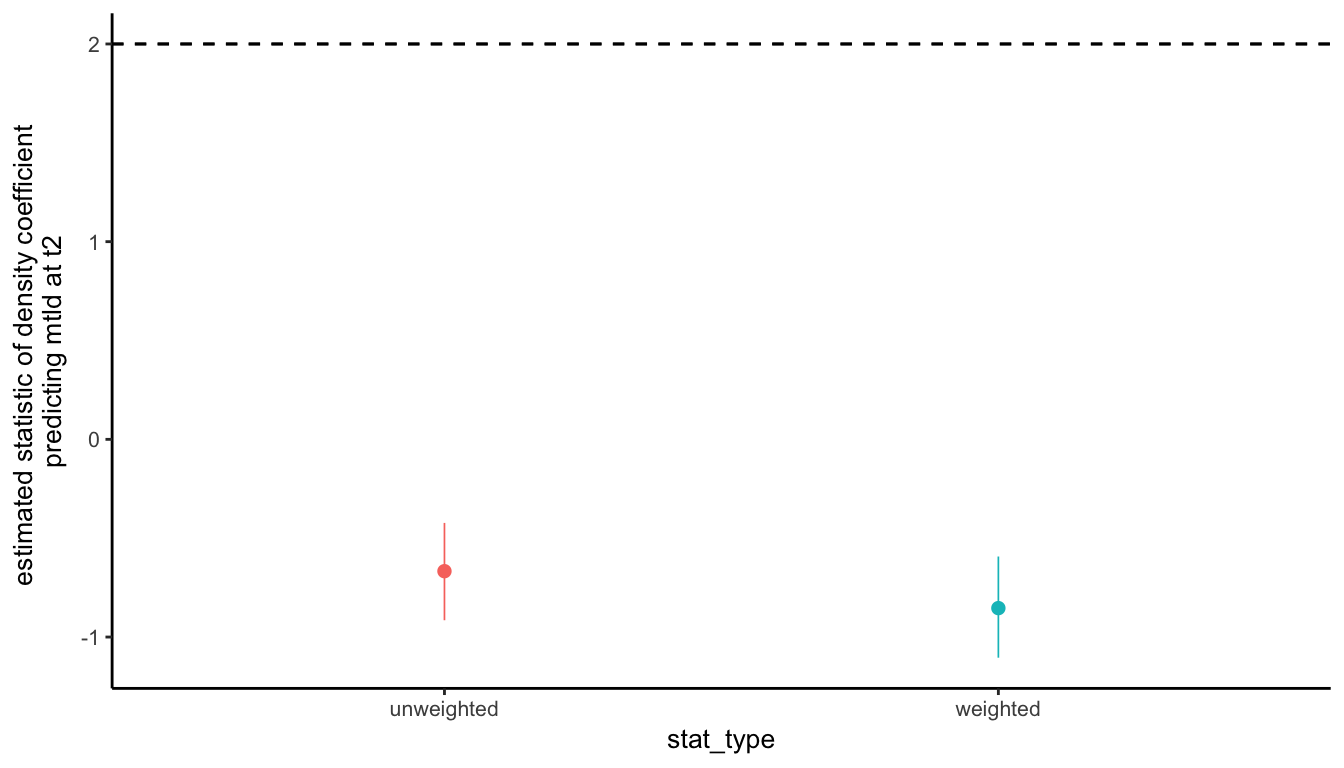 estimated statistic of density coefficient
predicting mtld at t2
2
1
0
-1
unweighted
weighted
stat_type